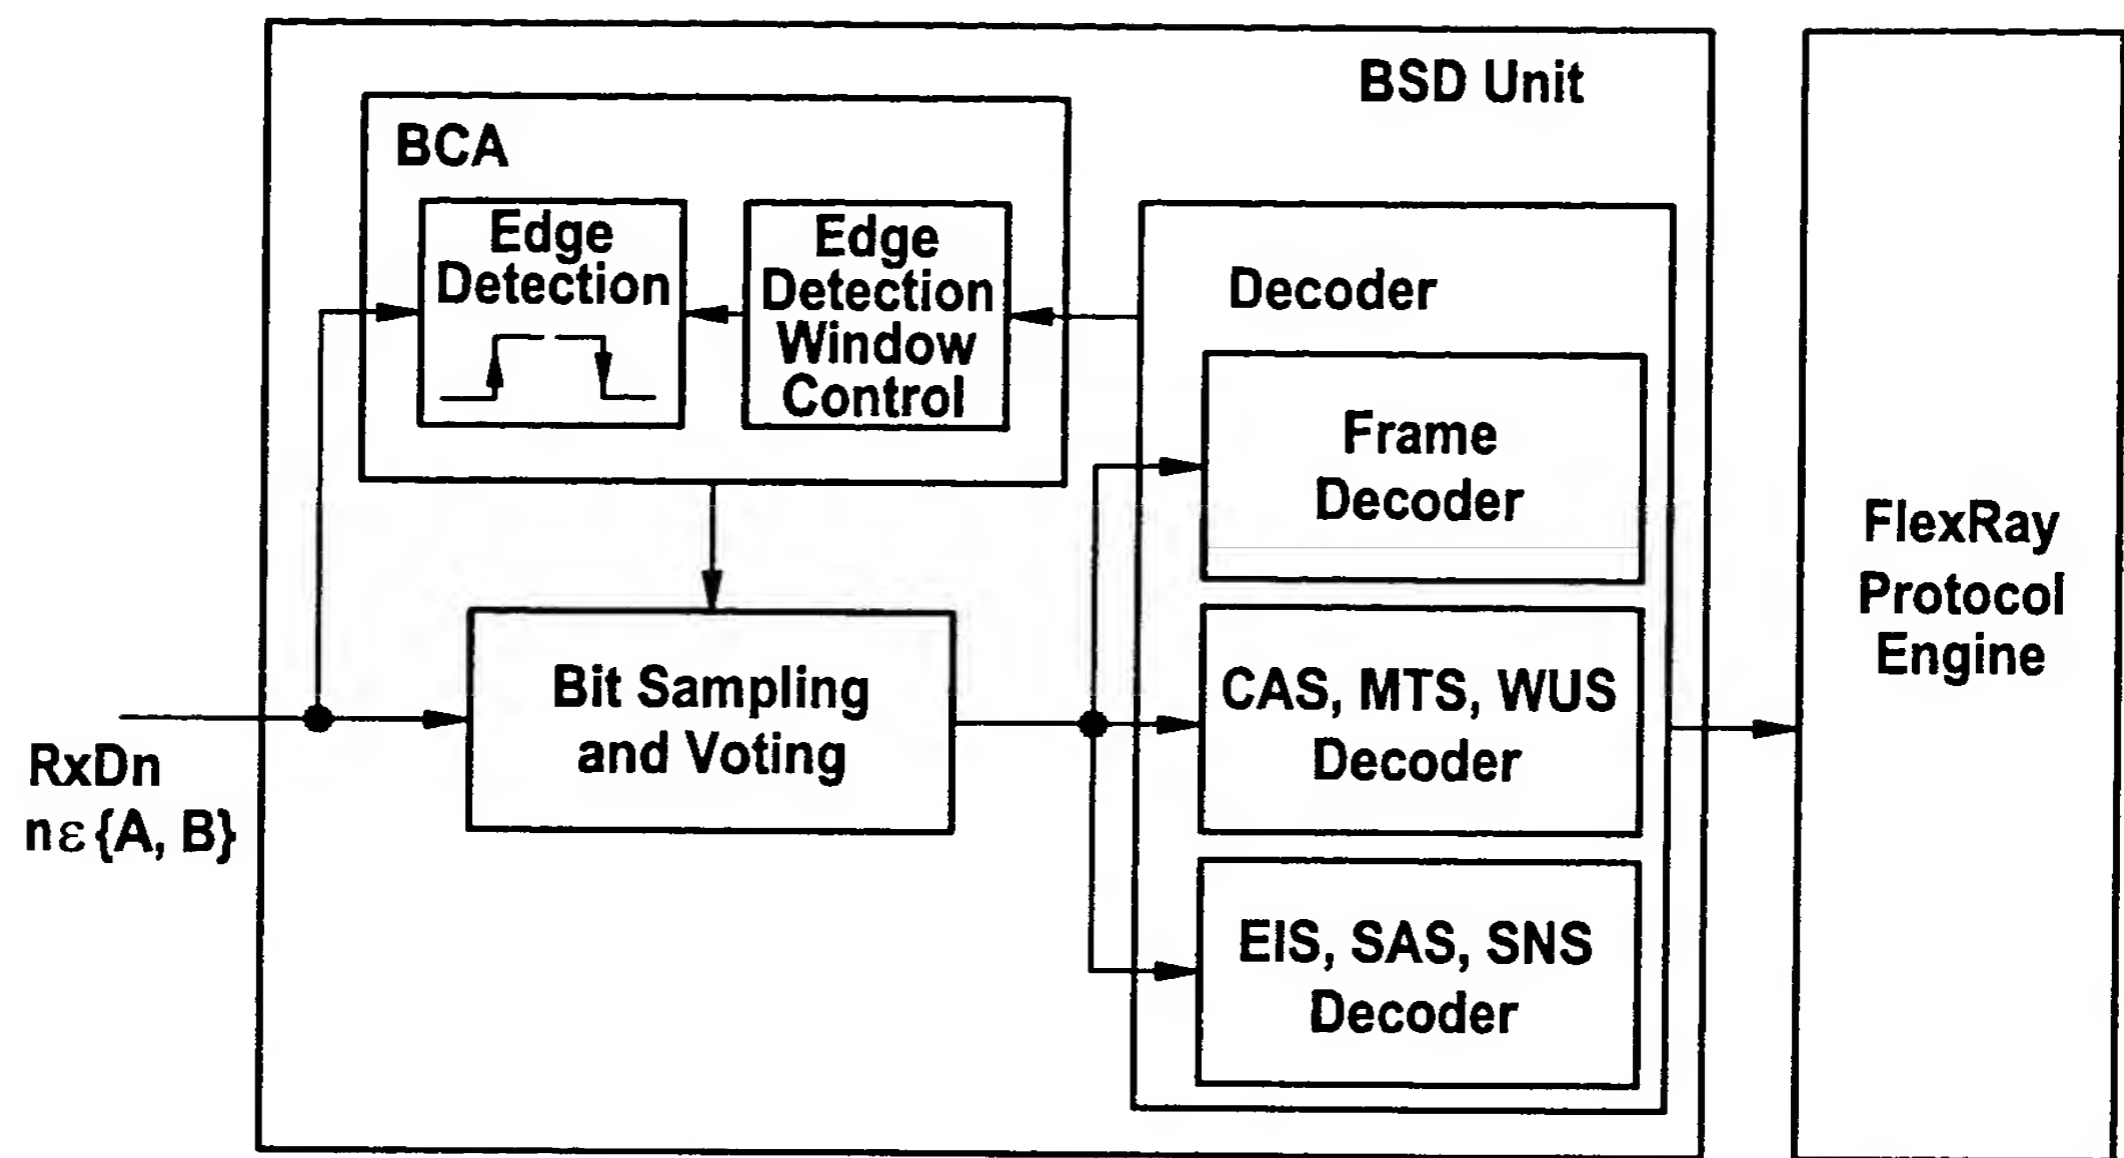 BSD Unit
BCA
Edge
Detection
Edge
Detection
Window
Control
Decoder
Frame
Decoder
FlexRay
Protocol
Engine
Bit Sampling
and Voting
CAS, MTS, WUS
Decoder
RxDn
nε{A, B}
EIS, SAS, SNS
Decoder